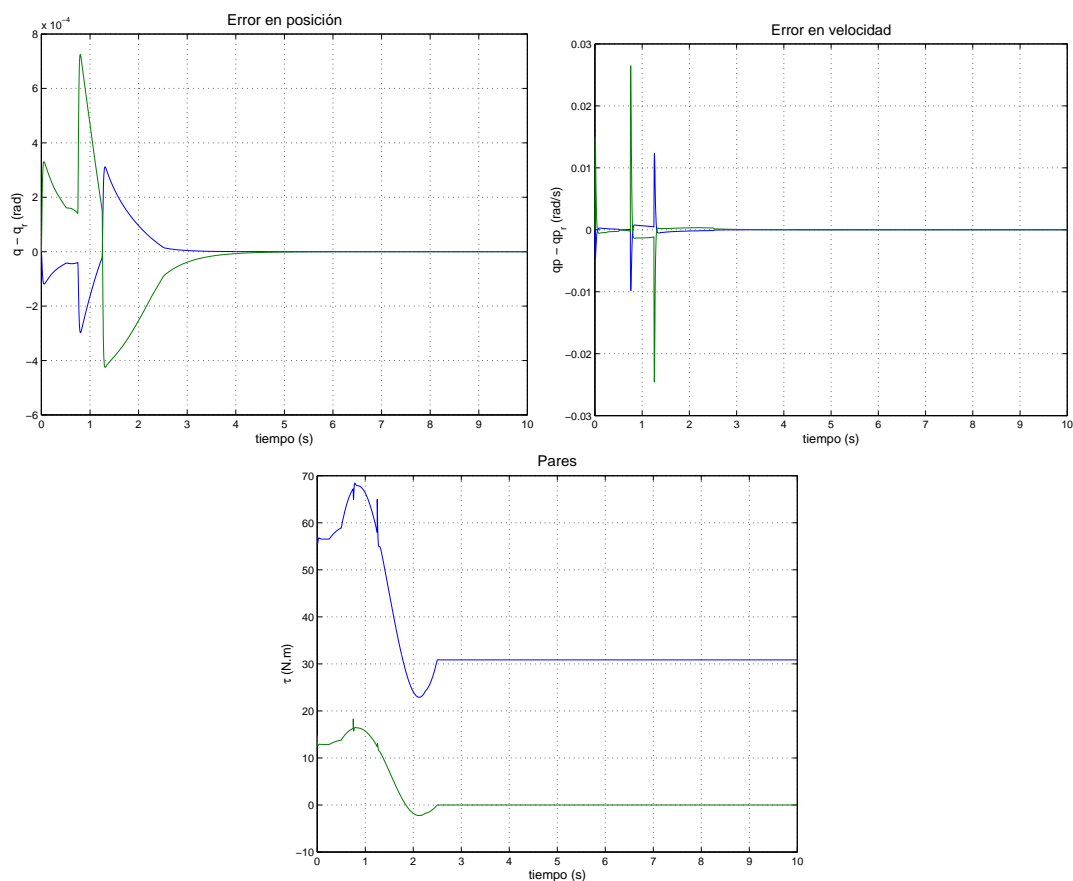 Error en posición
x 10⁻⁴
8
6
4
2
0
−2
−4
−6
q − q_r (rad)
0 1 2 3 4 5 6 7 8 9 10
tiempo (s)
Error en velocidad
0.03
0.02
0.01
0
−0.01
−0.02
−0.03
qp − qp_r (rad/s)
0 1 2 3 4 5 6 7 8 9 10
tiempo (s)
Pares
70
60
50
40
30
20
10
0
−10
τ (N.m)
0 1 2 3 4 5 6 7 8 9 10
tiempo (s)